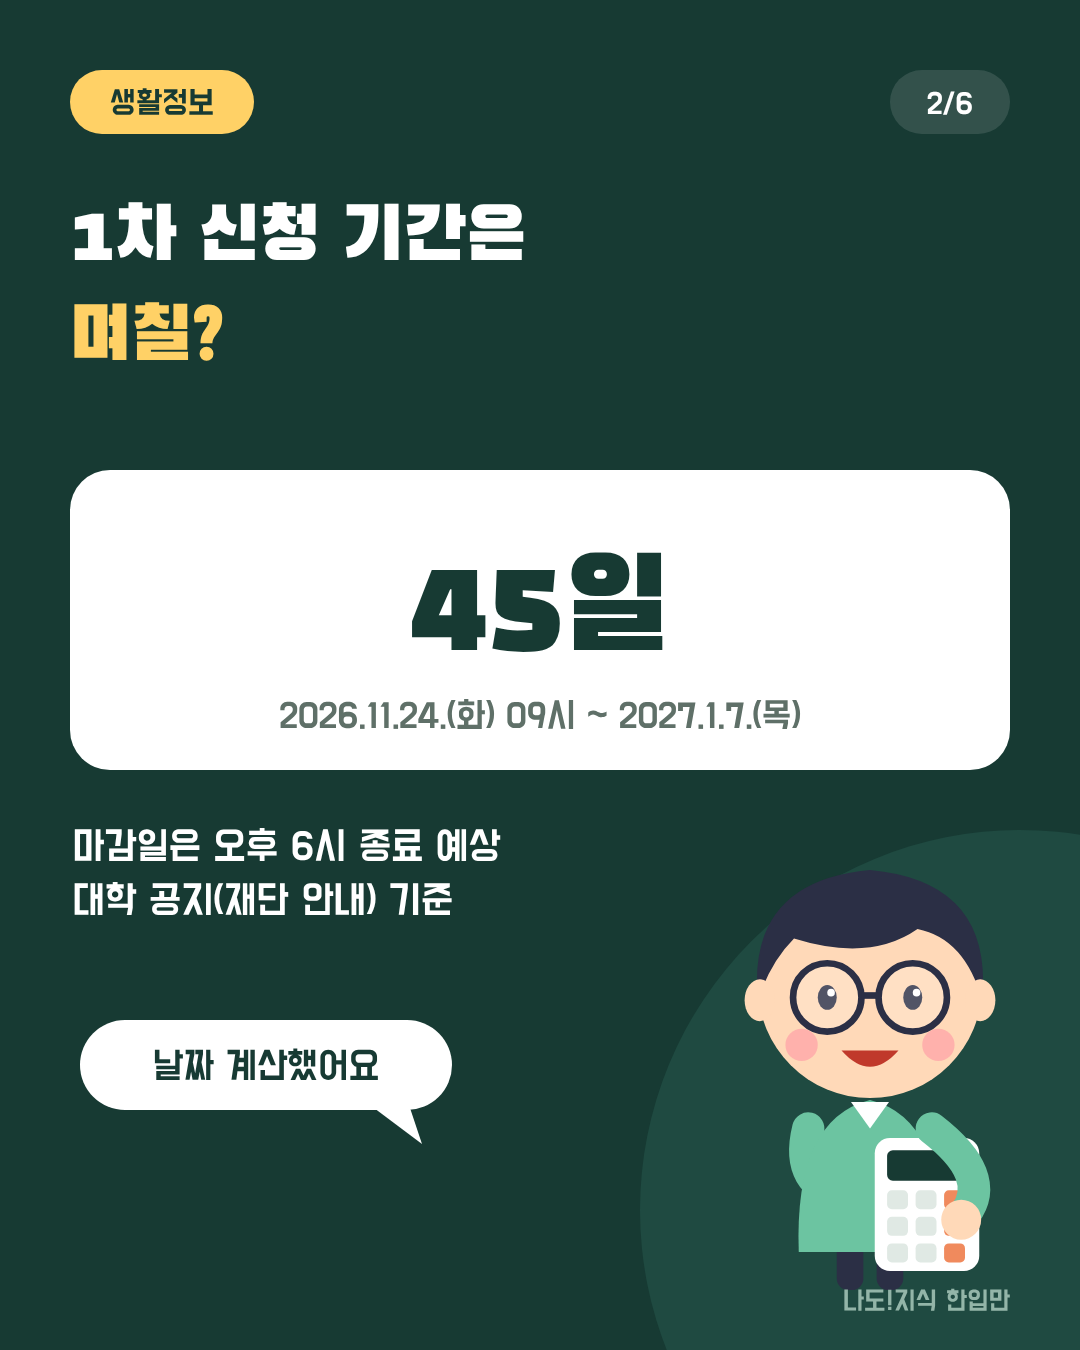 생활정보
2/6
1차 신청 기간은
며칠?
45일
2026.11.24.(화) 09시 ~ 2027.1.7.(목)
마감일은 오후 6시 종료 예상
대학 공지(재단 안내) 기준
날짜 계산했어요
나도!지식 한입만